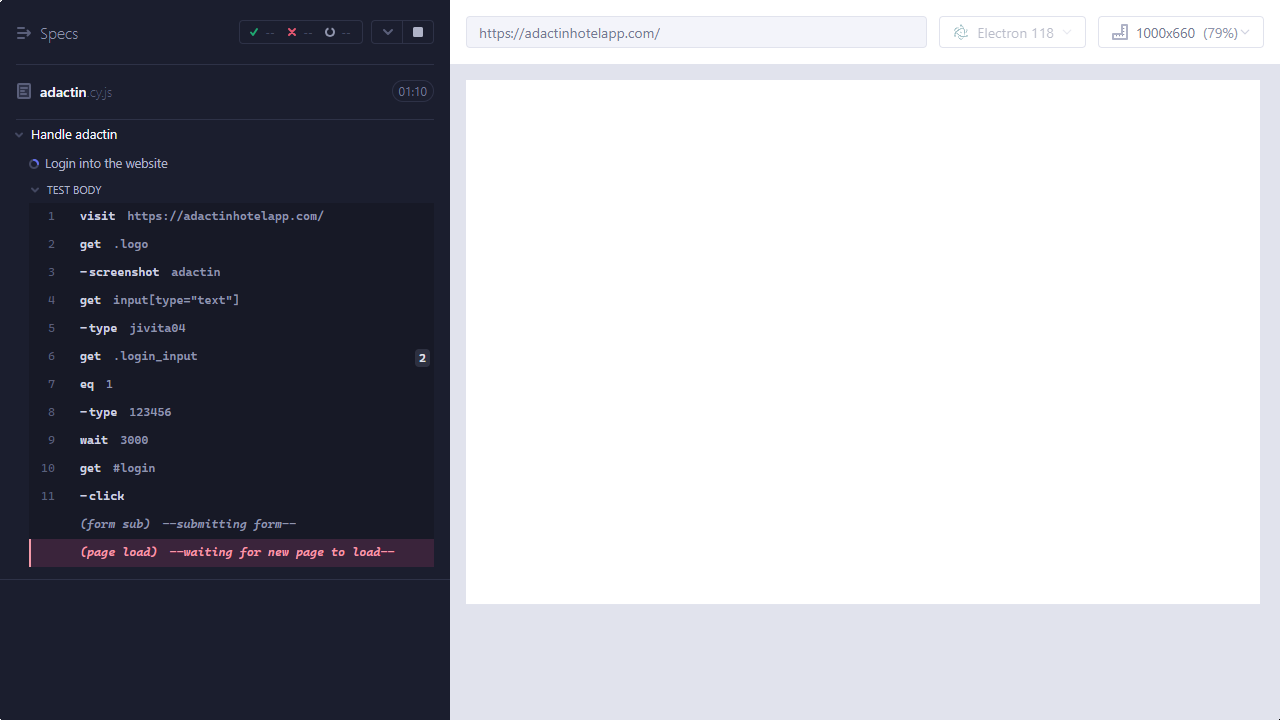 Specs -- -- --
https://adactinhotelapp.com/ Electron 118 1000x660 (79%)
adactin.cy.js 01:10
Handle adactin
Login into the website
TEST BODY
1 visit https://adactinhotelapp.com/
2 get .logo
3 -screenshot adactin
4 get input[type="text"]
5 -type jivita04
6 get .login_input 2
7 eq 1
8 -type 123456
9 wait 3000
10 get #login
11 -click
(form sub) --submitting form--
(page load) --waiting for new page to load--